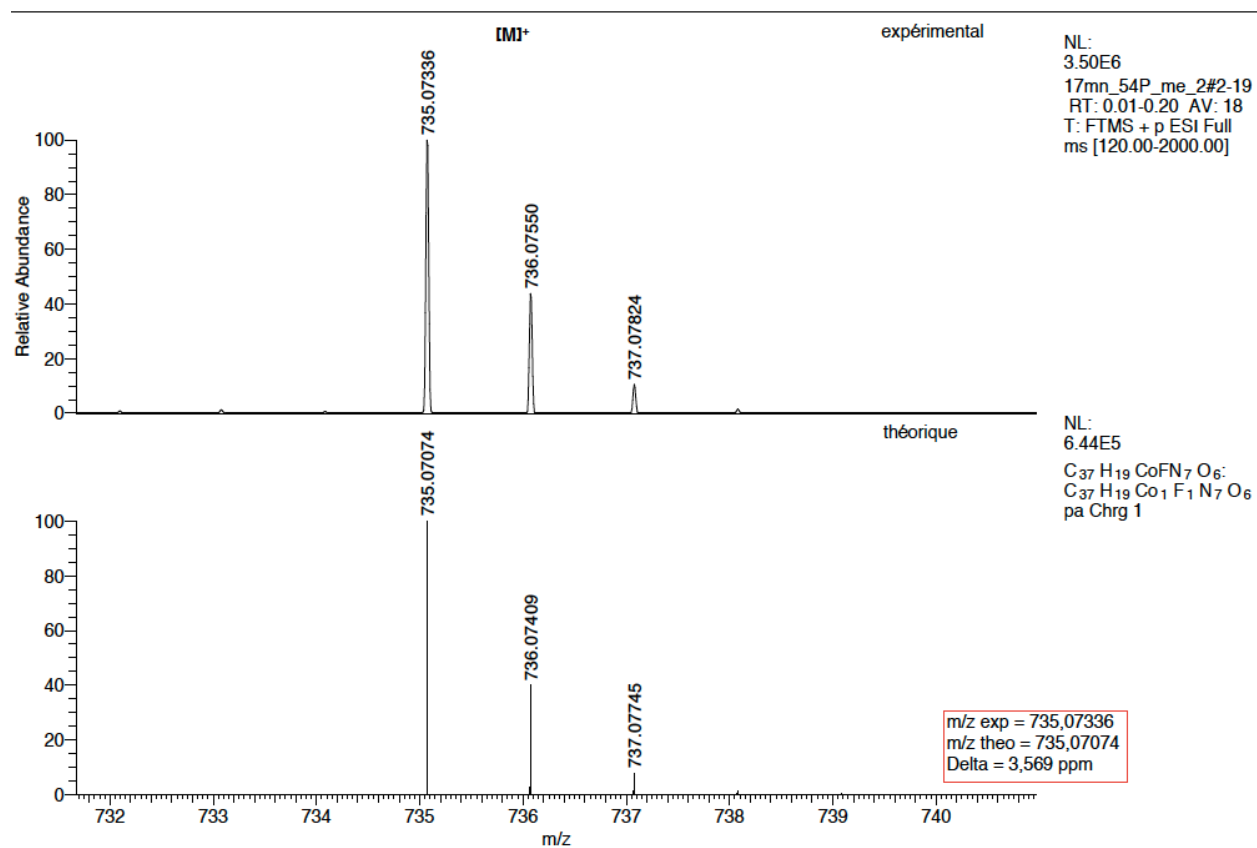 [M]+
expérimental
NL:
3.50E6
17mn_54P_me_2#2-19
RT: 0.01-0.20 AV: 18
T: FTMS + p ESI Full
ms [120.00-2000.00]
735.07336
736.07550
737.07824
Relative Abundance
100
80
60
40
20
0
théorique
NL:
6.44E5
C37 H19 CoFN7 O6:
C37 H19 Co1 F1 N7 O6
pa Chrg 1
735.07074
736.07409
737.07745
100
80
60
40
20
0
m/z exp = 735,07336
m/z theo = 735,07074
Delta = 3,569 ppm
732 733 734 735 736 737 738 739 740
m/z